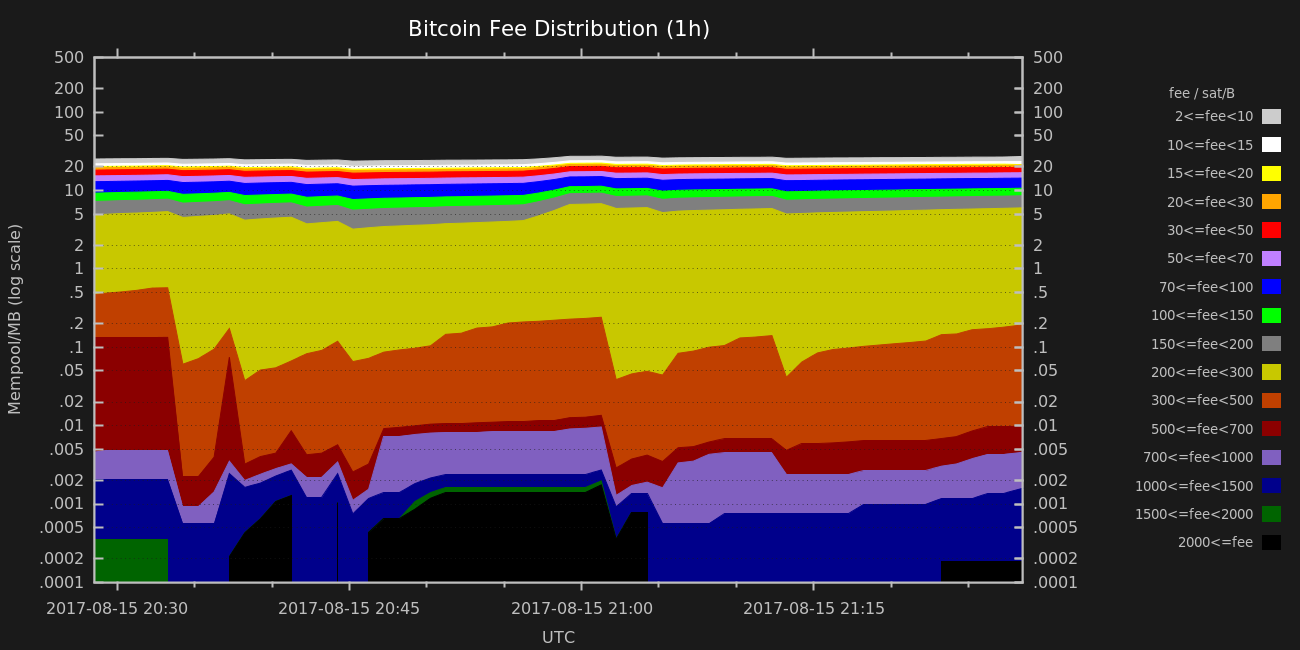 Bitcoin Fee Distribution (1h)
500 500
200 200
100 100
50 50
20 20
10 10
5 5
2 2
1 1
.5 .5
.2 .2
.1 .1
.05 .05
.02 .02
.01 .01
.005 .005
.002 .002
.001 .001
.0005 .0005
.0002 .0002
.0001 .0001
Mempool/MB (log scale)
2017-08-15 20:30 2017-08-15 20:45 2017-08-15 21:00 2017-08-15 21:15
UTC
fee / sat/B
2<=fee<10
10<=fee<15
15<=fee<20
20<=fee<30
30<=fee<50
50<=fee<70
70<=fee<100
100<=fee<150
150<=fee<200
200<=fee<300
300<=fee<500
500<=fee<700
700<=fee<1000
1000<=fee<1500
1500<=fee<2000
2000<=fee